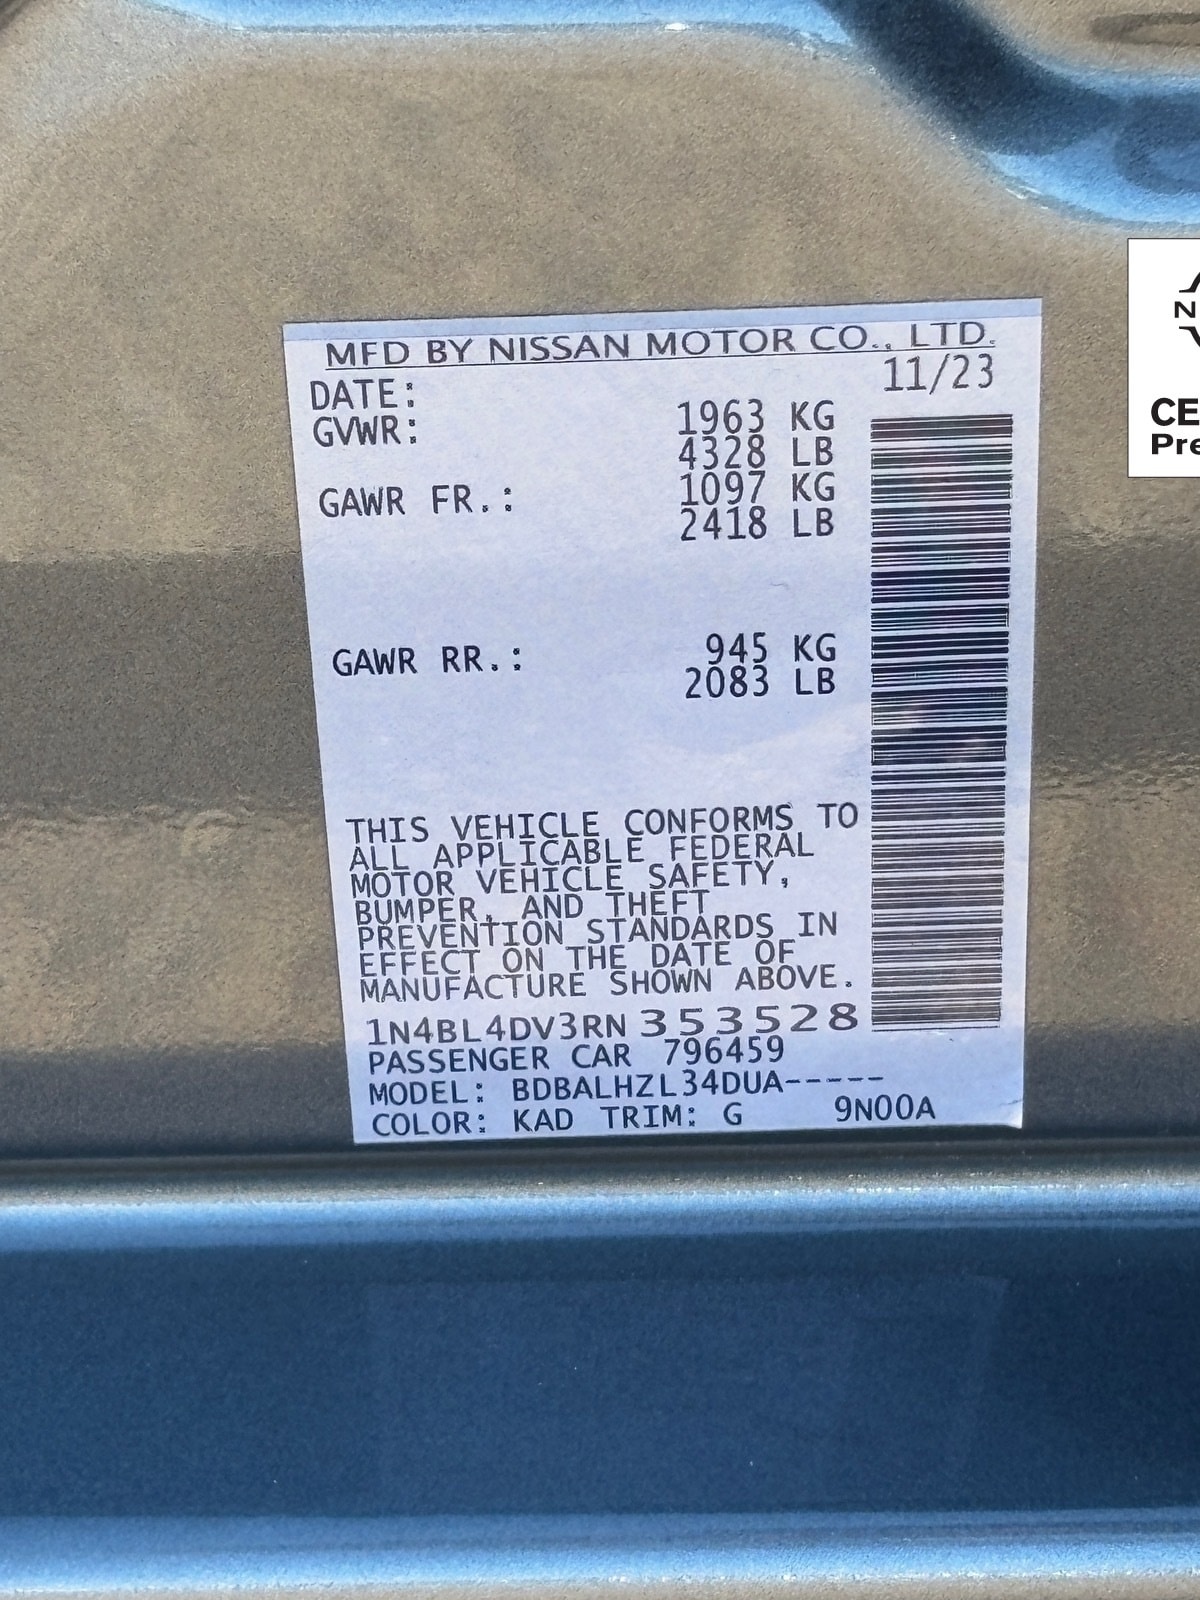 MFD BY NISSAN MOTOR CO., LTD.
DATE: 11/23
GVWR: 1963 KG
4328 LB
GAWR FR.: 1097 KG
2418 LB
GAWR RR.: 945 KG
2083 LB
THIS VEHICLE CONFORMS TO
ALL APPLICABLE FEDERAL
MOTOR VEHICLE SAFETY,
BUMPER, AND THEFT
PREVENTION STANDARDS IN
EFFECT ON THE DATE OF
MANUFACTURE SHOWN ABOVE.
1N4BL4DV3RN353528
PASSENGER CAR 796459
MODEL: BDBALHZL34DUA-----
COLOR: KAD TRIM: G 9N00A